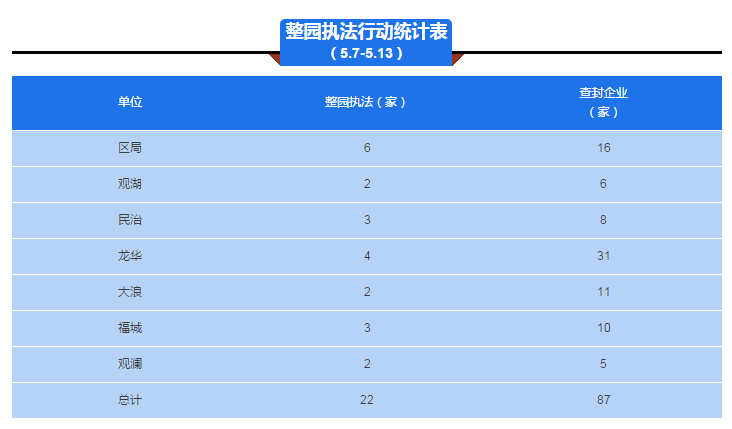 整园执法行动统计表
（5.7-5.13）
单位 整园执法（家） 查封企业
（家）
区局 6 16
观湖 2 6
民治 3 8
龙华 4 31
大浪 2 11
福城 3 10
观澜 2 5
总计 22 87